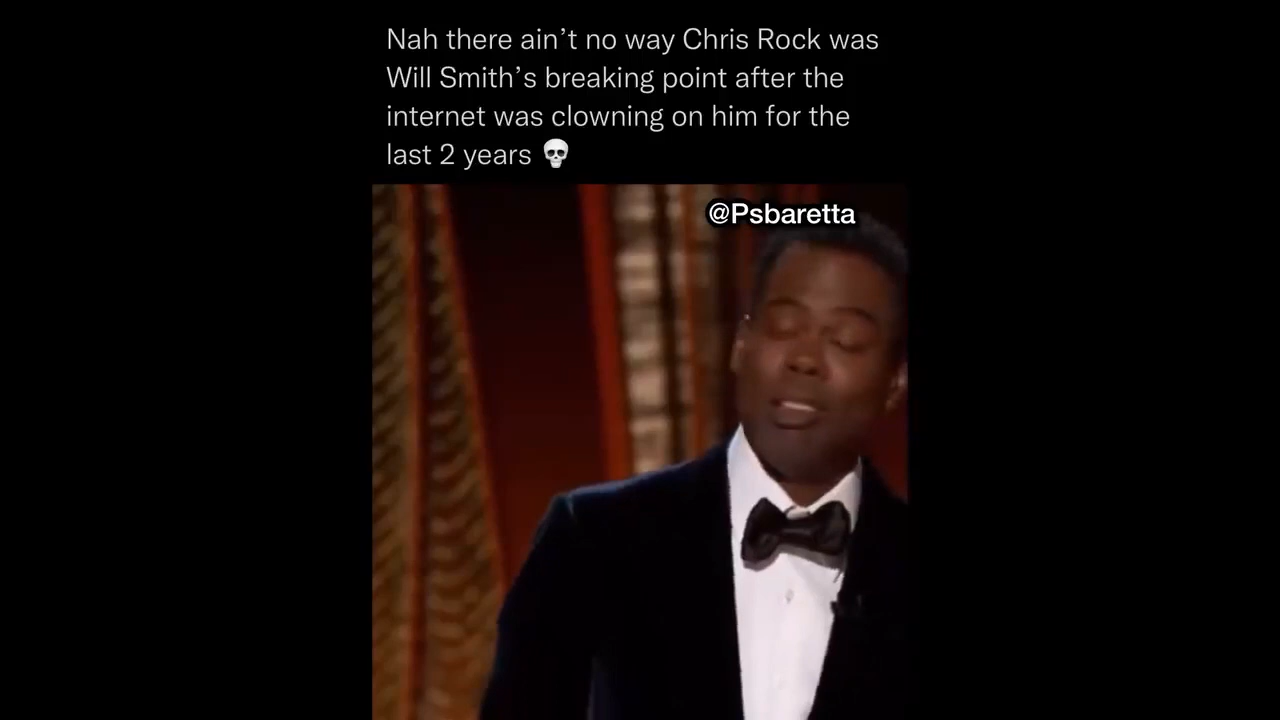 Nah there ain’t no way Chris Rock was
Will Smith’s breaking point after the
internet was clowning on him for the
last 2 years 💀
@Psbaretta